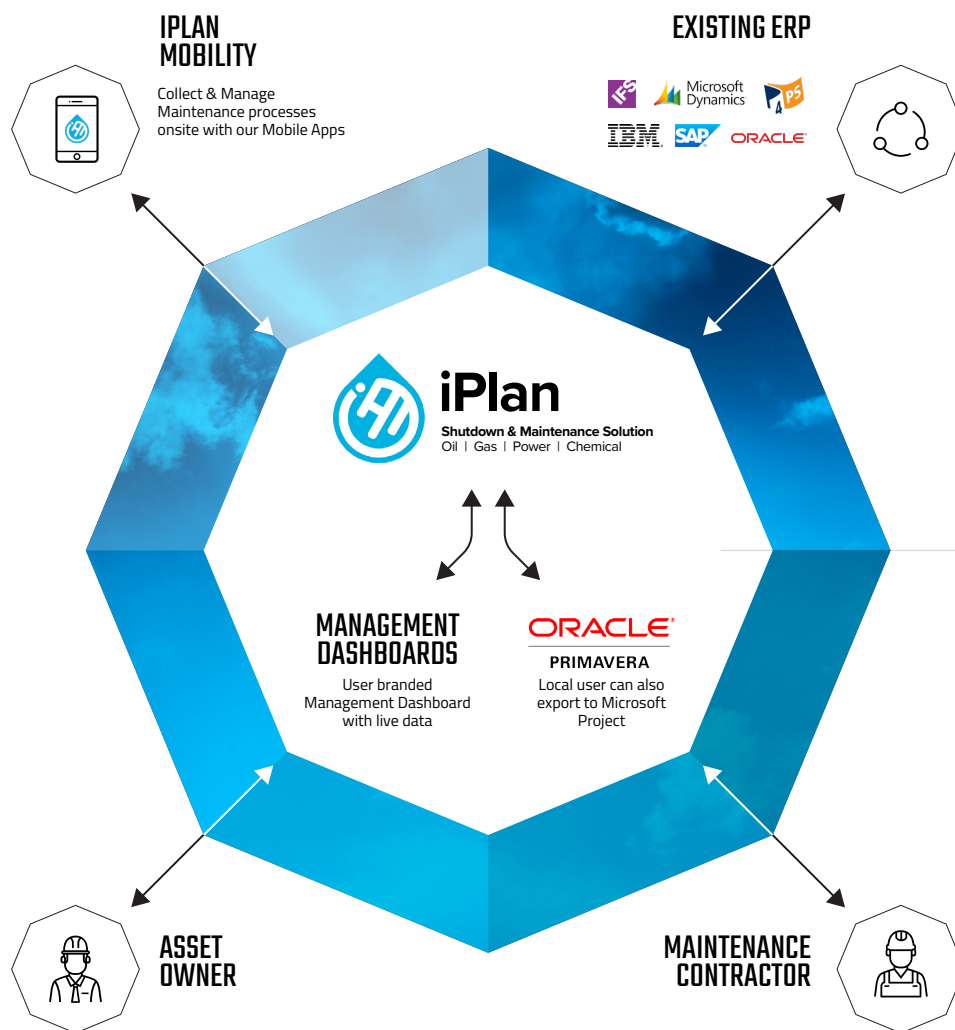 IPLAN
MOBILITY
Collect & Manage
Maintenance processes
onsite with our Mobile Apps
EXISTING ERP
IFS
Microsoft
Dynamics
PS
IBM.
SAP
ORACLE
iPlan
Shutdown & Maintenance Solution
Oil | Gas | Power | Chemical
MANAGEMENT
DASHBOARDS
User branded
Management Dashboard
with live data
ORACLE
PRIMAVERA
Local user can also
export to Microsoft
Project
ASSET
OWNER
MAINTENANCE
CONTRACTOR